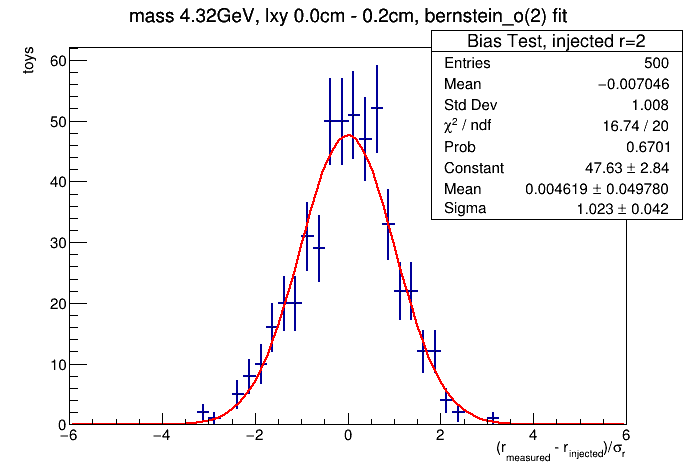 mass 4.32GeV, lxy 0.0cm - 0.2cm, bernstein_o(2) fit
toys
Bias Test, injected r=2
Entries 500
Mean −0.007046
Std Dev 1.008
χ² / ndf 16.74 / 20
Prob 0.6701
Constant 47.63 ± 2.84
Mean 0.004619 ± 0.049780
Sigma 1.023 ± 0.042
60
50
40
30
20
10
0
−6 −4 −2 0 2 4 6
(r_measured - r_injected)/σ_r